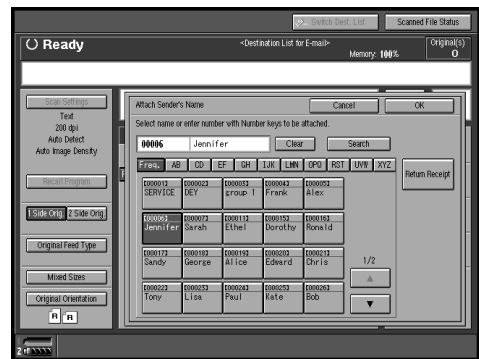 Switch Dest. List
Scanned File Status
Ready
<Destination List for E-mail>
Memory: 100%
Original(s)
0
Scan Settings
Text
200 dpi
Auto Detect
Auto Image Density
Recall Program
1 Side Orig.
2 Side Orig.
Original Feed Type
Mixed Sizes
Original Orientation
R
R
Attach Sender's Name
Cancel
OK
Select name or enter number with Number keys to be attached.
00006
Jennifer
Clear
Search
Freq. AB CD EF GH IJK LMN OPQ RST UVW XYZ
Return Receipt
[00001] [00002] [00003] [00004] [00005]
SERVICE DEY group 1 Frank Alex
[00006] [00007] [00011] [00015] [00016]
Jennifer Sarah Ethel Dorothy Ronald
[00017] [00018] [00019] [00020] [00021]
Sandy George Alice Edward Chris
1/2
[00022] [00023] [00024] [00025] [00026]
Tony Lisa Paul Kate Bob
2